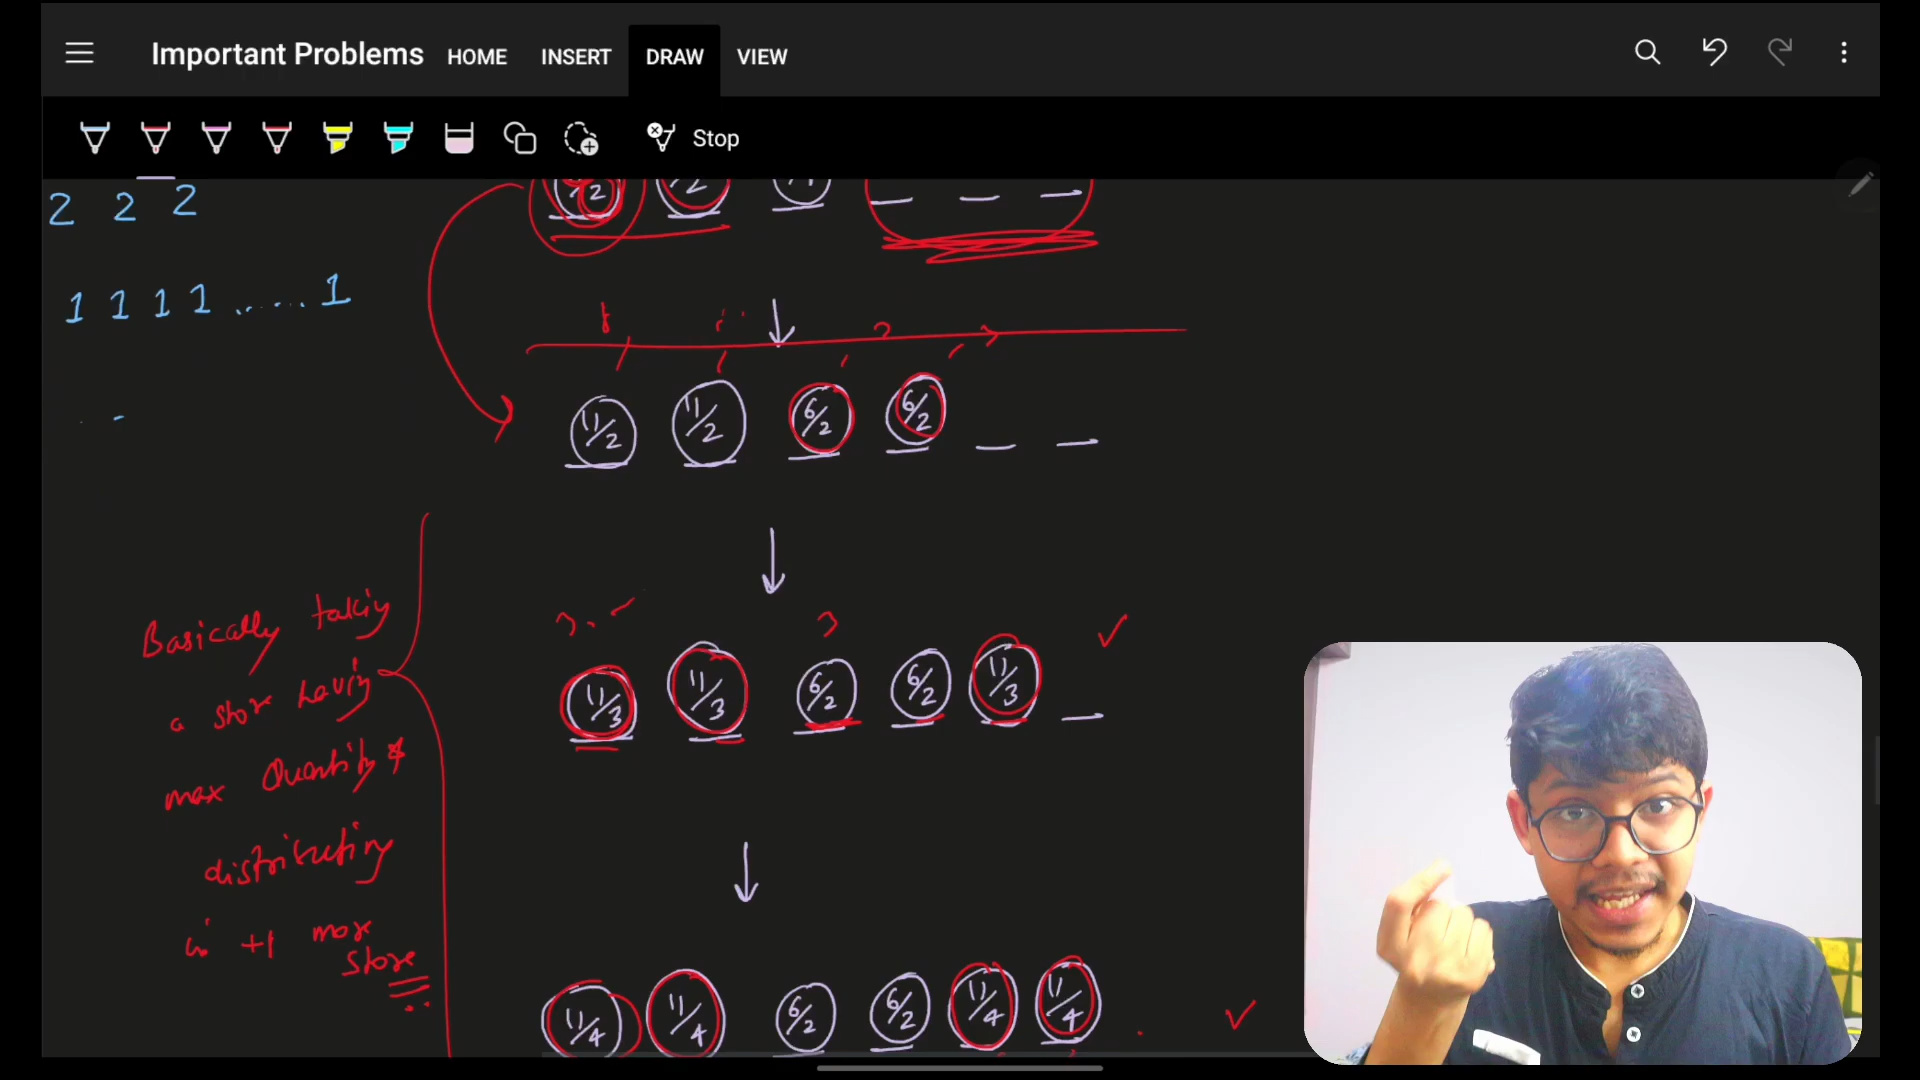 Important Problems HOME INSERT DRAW VIEW
Stop
2 2 2
1 1 1 1 ...... 1
11/2 11/2 6/2 6/2
11/3 11/3 6/2 6/2 11/3
Basically taking
a store having
max Quantity &
distributing
in +1 more
store
11/4 11/4 6/2 6/2 11/4 11/4